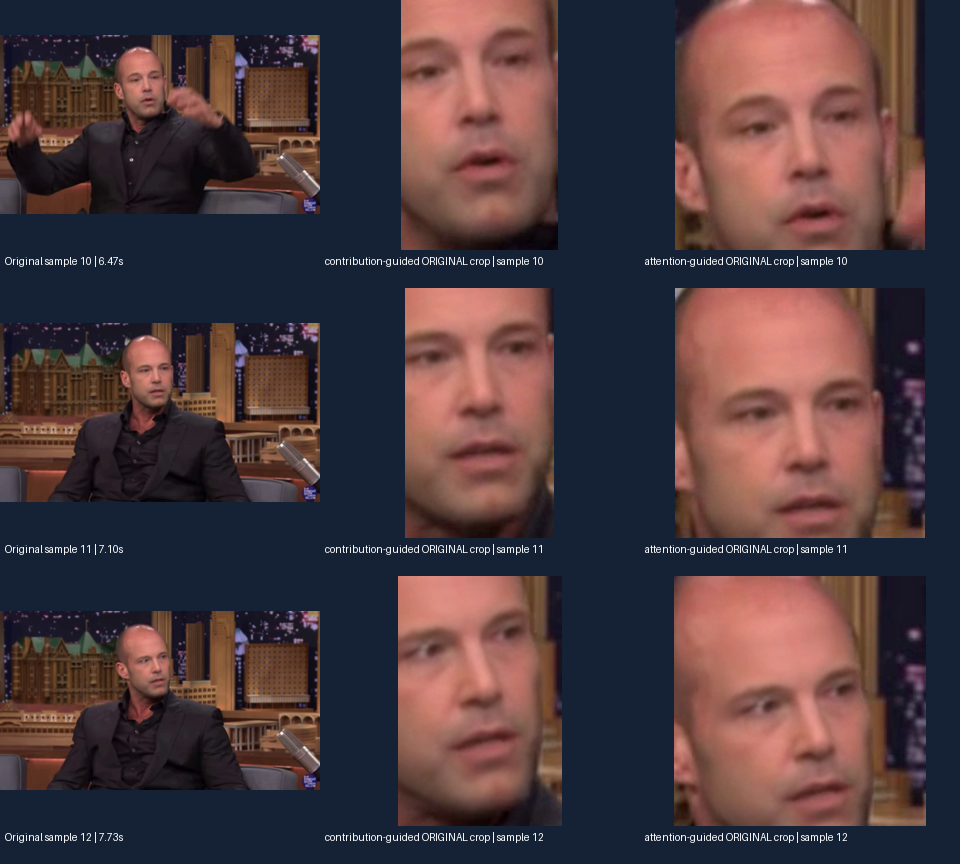 Original sample 10 | 6.47s
contribution-guided ORIGINAL crop | sample 10
attention-guided ORIGINAL crop | sample 10
Original sample 11 | 7.10s
contribution-guided ORIGINAL crop | sample 11
attention-guided ORIGINAL crop | sample 11
Original sample 12 | 7.73s
contribution-guided ORIGINAL crop | sample 12
attention-guided ORIGINAL crop | sample 12